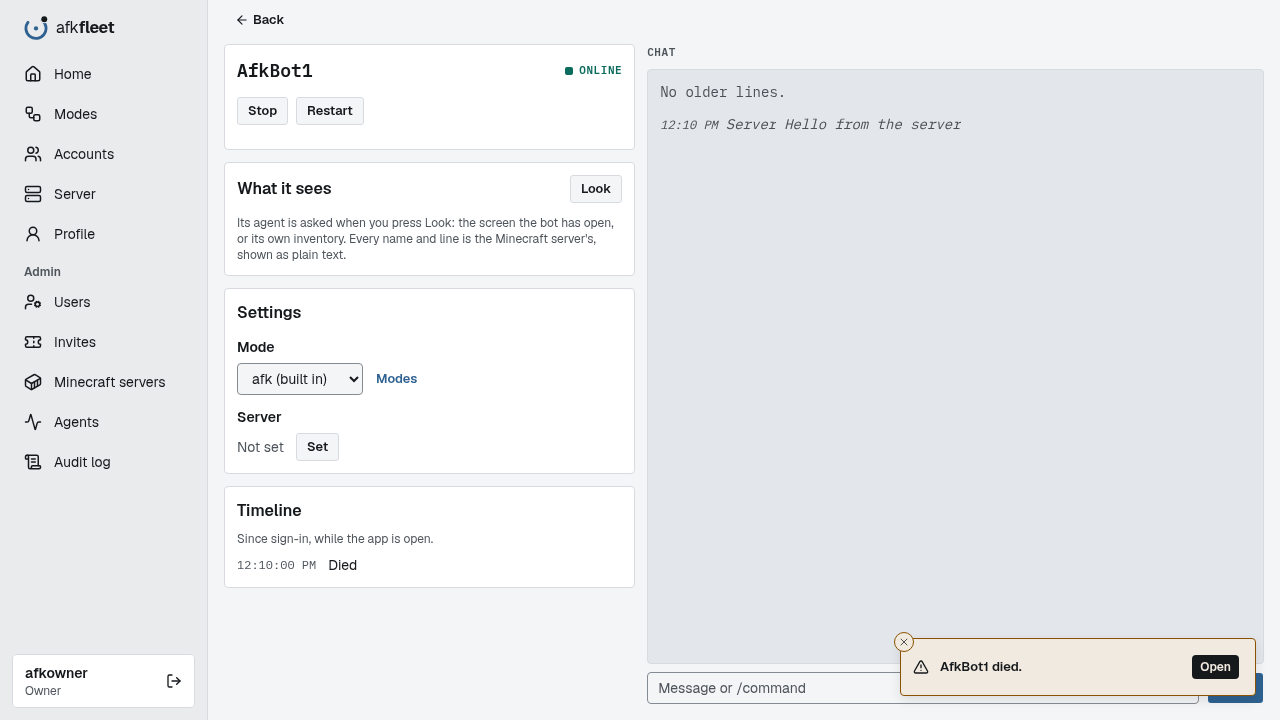 afkfleet
Home
Modes
Accounts
Server
Profile
Admin
Users
Invites
Minecraft servers
Agents
Audit log
afkowner
Owner
Back
AfkBot1
ONLINE
Stop
Restart
What it sees
Look
Its agent is asked when you press Look: the screen the bot has open,
or its own inventory. Every name and line is the Minecraft server's,
shown as plain text.
Settings
Mode
afk (built in)
Modes
Server
Not set
Set
Timeline
Since sign-in, while the app is open.
12:10:00 PM Died
CHAT
No older lines.
12:10 PM Server Hello from the server
Message or /command
AfkBot1 died.
Open